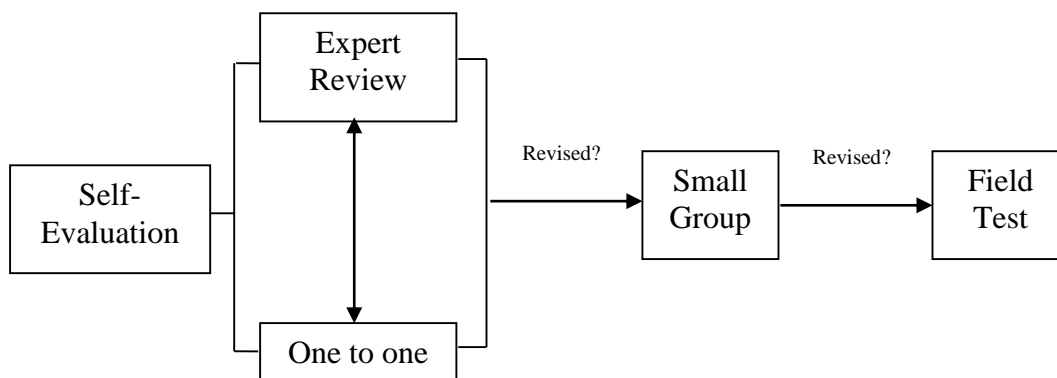 Expert
Review
Self-
Evaluation
One to one
Revised?
Small
Group
Revised?
Field
Test